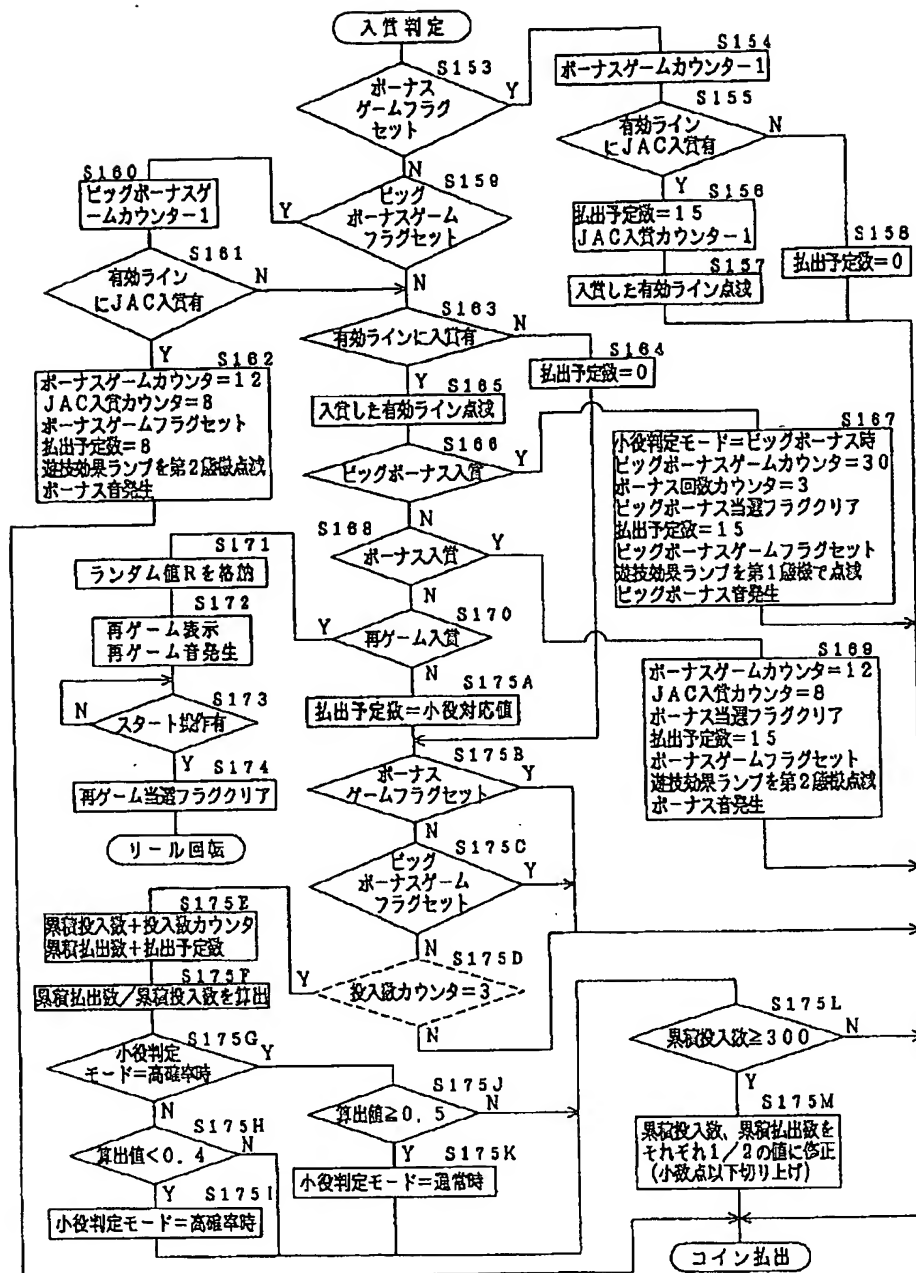 入賞判定
S153
ボーナス
ゲームフラグ
セット
Y
N
S154
ボーナスゲームカウンター1
S155
有効ライン
にJAC入賞有
N
Y
S156
払出予定数=15
JAC入賞カウンター1
S157
入賞した有効ライン点滅
S158
払出予定数=0
S159
ビッグ
ボーナスゲーム
フラグセット
Y
N
S160
ビッグボーナスゲ
ームカウンター1
S161
有効ライン
にJAC入賞有
N
Y
S162
ボーナスゲームカウンタ=12
JAC入賞カウンタ=8
ボーナスゲームフラグセット
払出予定数=8
遊技効果ランプを第2態様点滅
ボーナス音発生
S163
有効ラインに入賞有
N
Y
S164
払出予定数=0
S165
入賞した有効ライン点滅
S166
ビッグボーナス入賞
Y
N
S167
小役判定モード=ビッグボーナス時
ビッグボーナスゲームカウンタ=30
ボーナス回数カウンタ=3
ビッグボーナス当選フラグクリア
払出予定数=15
ビッグボーナスゲームフラグセット
遊技効果ランプを第1態様で点滅
ビッグボーナス音発生
S168
ボーナス入賞
Y
N
S169
ボーナスゲームカウンタ=12
JAC入賞カウンタ=8
ボーナス当選フラグクリア
払出予定数=15
ボーナスゲームフラグセット
遊技効果ランプを第2態様点滅
ボーナス音発生
S170
再ゲーム入賞
Y
N
S171
ランダム値Rを格納
S172
再ゲーム表示
再ゲーム音発生
S173
スタート操作有
N
Y
S174
再ゲーム当選フラグクリア
リール回転
S175A
払出予定数=小役対応値
S175B
ボーナス
ゲームフラグセット
Y
N
S175C
ビッグ
ボーナスゲーム
フラグセット
Y
N
S175D
投入数カウンタ=3
Y
N
S175E
累積投入数+投入数カウンタ
累積払出数+払出予定数
S175F
累積払出数/累積投入数を算出
S175G
小役判定
モード=高確率時
Y
N
S175H
算出値<0.4
N
Y
S175I
小役判定モード=高確率時
S175J
算出値≧0.5
N
Y
S175K
小役判定モード=通常時
S175L
累積投入数≧300
N
Y
S175M
累積投入数、累積払出数を
それぞれ1/2の値に修正
(小数点以下切り上げ)
コイン払出